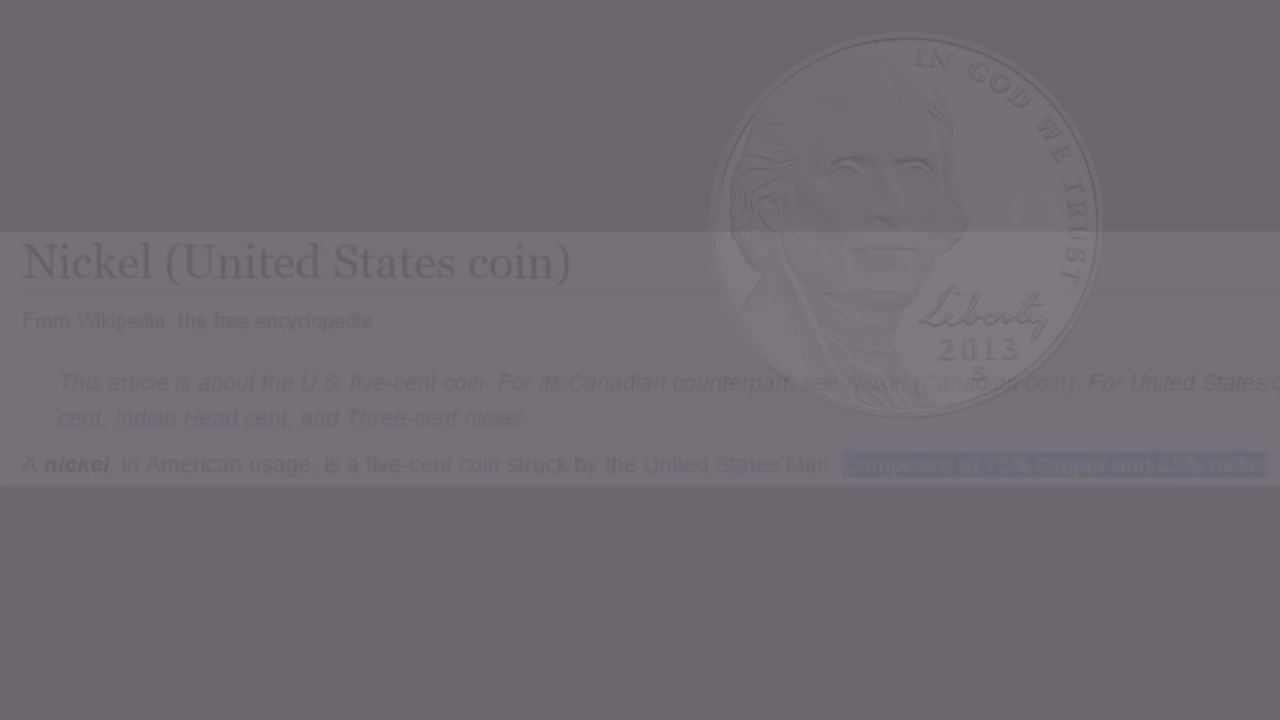 IN GOD WE TRUST
Liberty
2013
S
Nickel (United States coin)
From Wikipedia, the free encyclopedia
This article is about the U.S. five-cent coin. For its Canadian counterpart, see Nickel (Canadian coin). For United States
cent, Indian Head cent, and Three-cent nickel.
A nickel, in American usage, is a five-cent coin struck by the United States Mint. Composed of 75% copper and 25% nickel